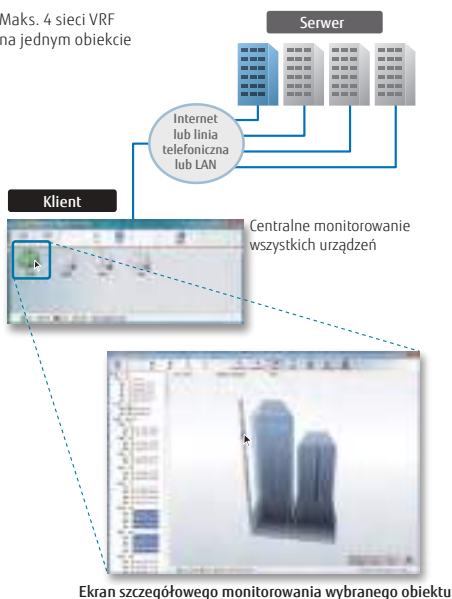 Maks. 4 sieci VRF
na jednym obiekcie
Serwer
Internet
lub linia
telefoniczna
lub LAN
Klient
Centralne monitorowanie
wszystkich urządzeń
Ekran szczegółowego monitorowania wybranego obiektu